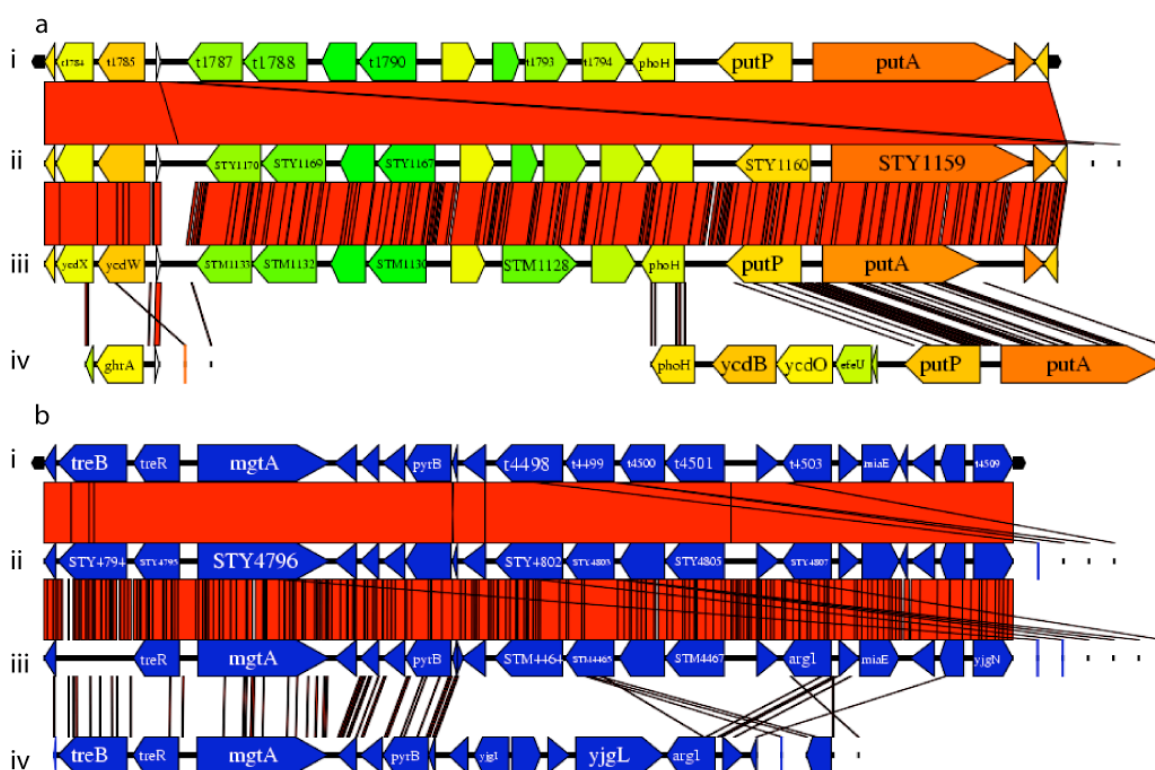 a
i t1784 t1785 t1787 t1788 t1790 t1793 t1794 phoH putP putA
ii STY1170 STY1169 STY1167 STY1160 STY1159
iii ycdX ycdW STM1133 STM1132 STM1130 STM1128 phoH putP putA
iv ghrA phoH ycdB ycdO efeU putP putA
b
i treB treR mgtA pyrB t4498 t4499 t4500 t4501 t4503 miaE t4509
ii STY4794 STY4795 STY4796 STY4802 STY4803 STY4805 STY4807
iii treR mgtA pyrB STM4464 STM4465 STM4467 argI miaE yjgN
iv treB treR mgtA pyrB yjgI yjgL argI